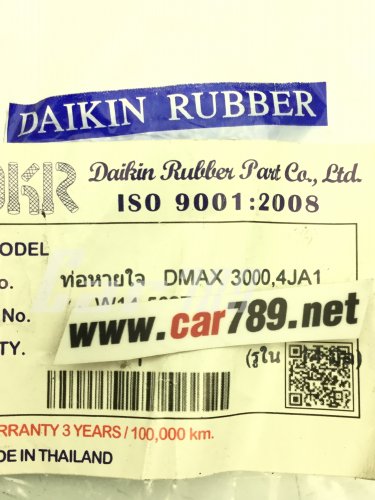 DAIKIN RUBBER
DKR Daikin Rubber Part Co., Ltd.
ISO 9001:2008
MODEL
o. ท่อหายใจ DMAX 3000,4JA1
No.
www.car789.net
TY. (รูใน
RRANTY 3 YEARS / 100,000 km.
DE IN THAILAND